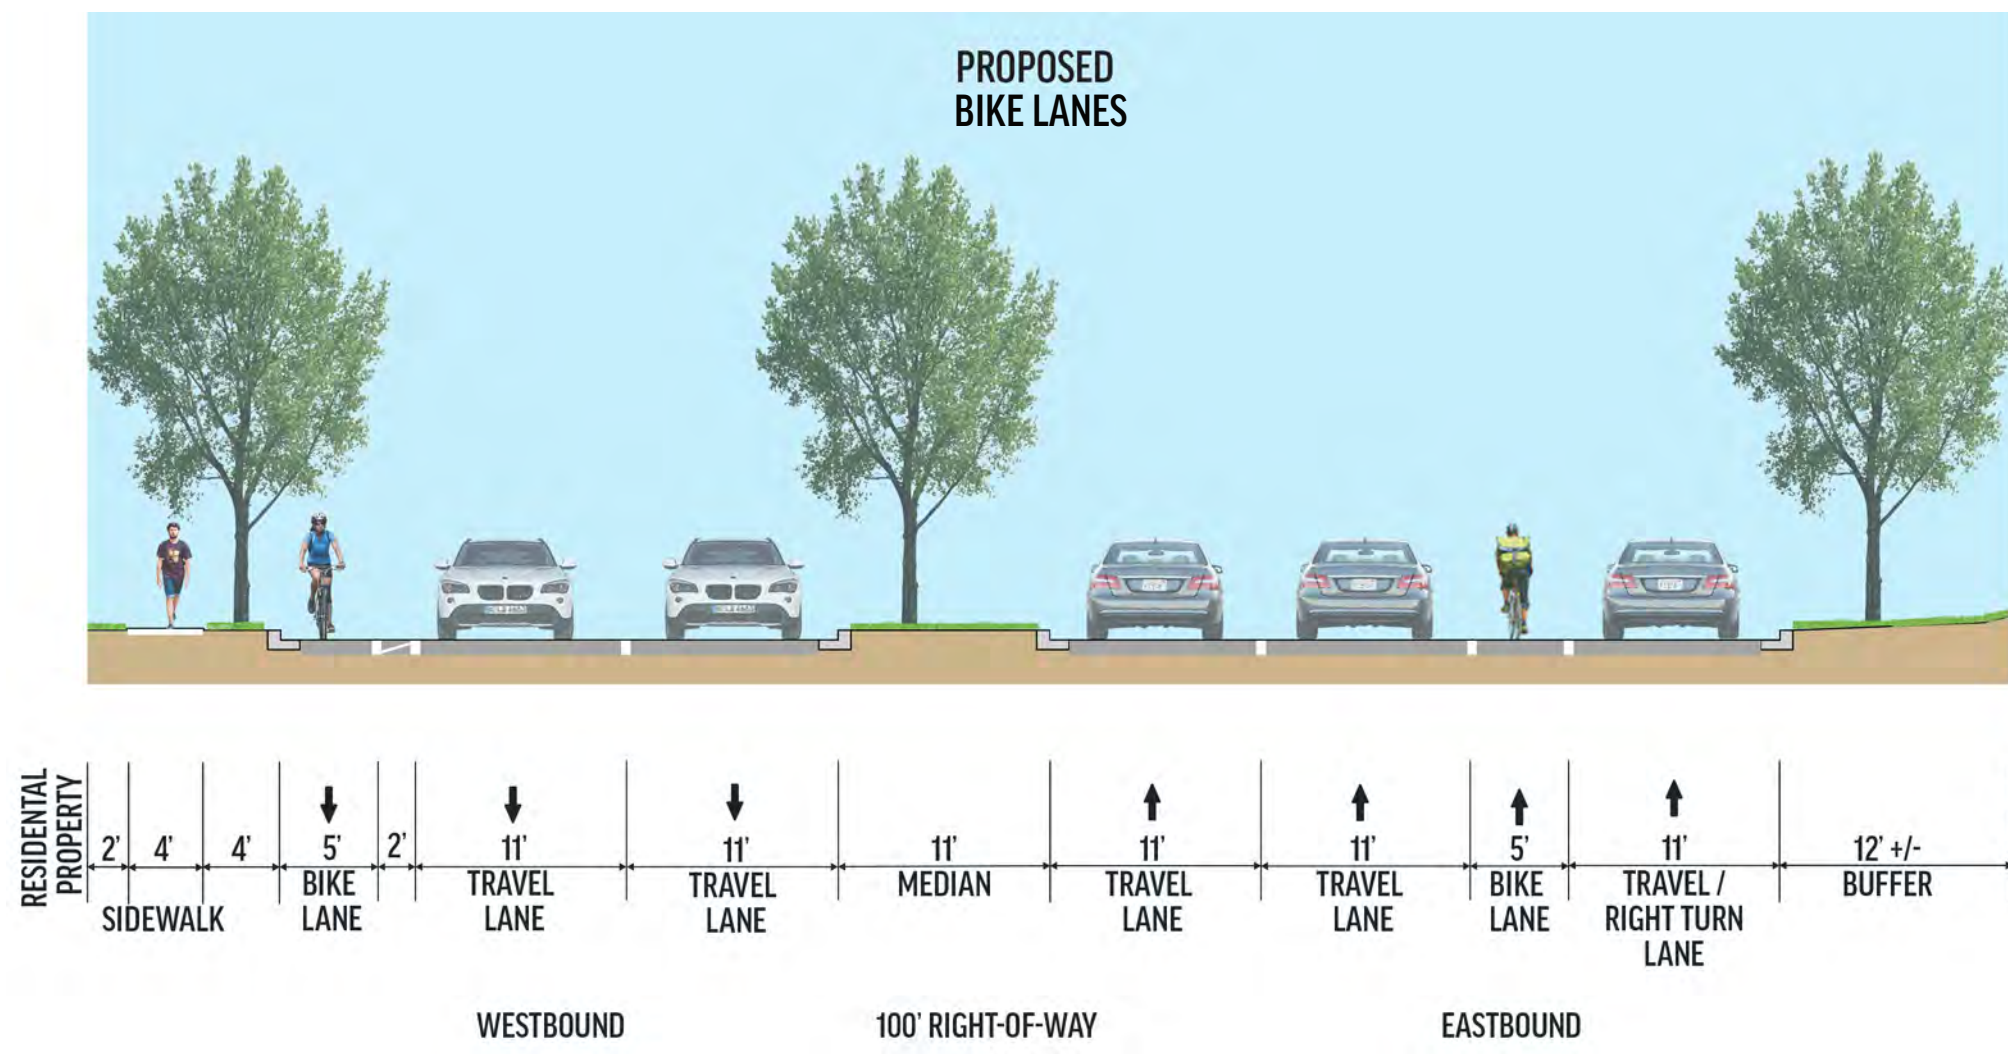 PROPOSED
BIKE LANES
RESIDENTAL
PROPERTY
2' 4' 4' 5' 2' 11' 11' 11' 11' 11' 5' 11' 12' +/-
SIDEWALK
BIKE
LANE
TRAVEL
LANE
TRAVEL
LANE
MEDIAN
TRAVEL
LANE
TRAVEL
LANE
BIKE
LANE
TRAVEL /
RIGHT TURN
LANE
BUFFER
WESTBOUND
100' RIGHT-OF-WAY
EASTBOUND